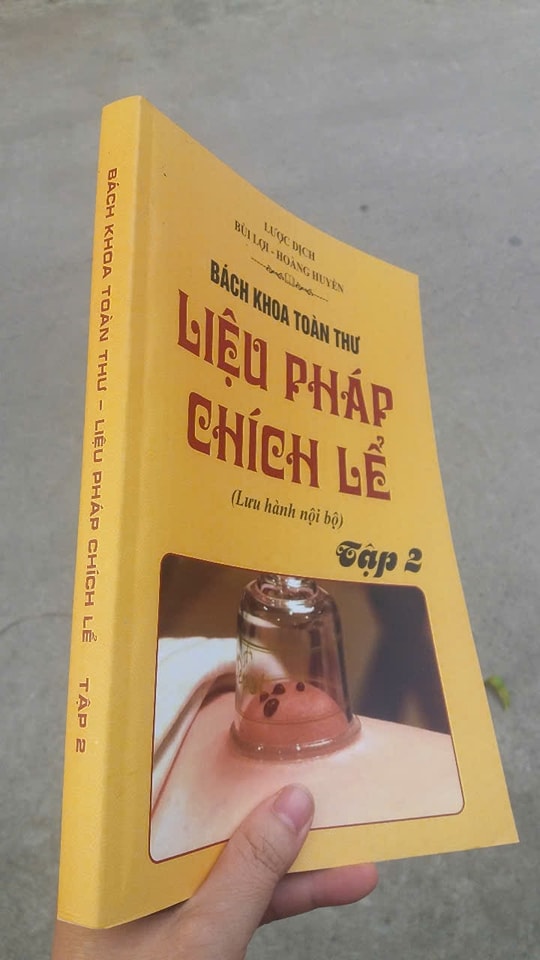 BÁCH KHOA TOÀN THƯ - LIỆU PHÁP CHÍCH LỂ TẬP 2
LƯỢC DỊCH
BÙI LỢI - HOÀNG HUYÊN
BÁCH KHOA TOÀN THƯ
LIỆU PHÁP
CHÍCH LỂ
(Lưu hành nội bộ)
Tập 2